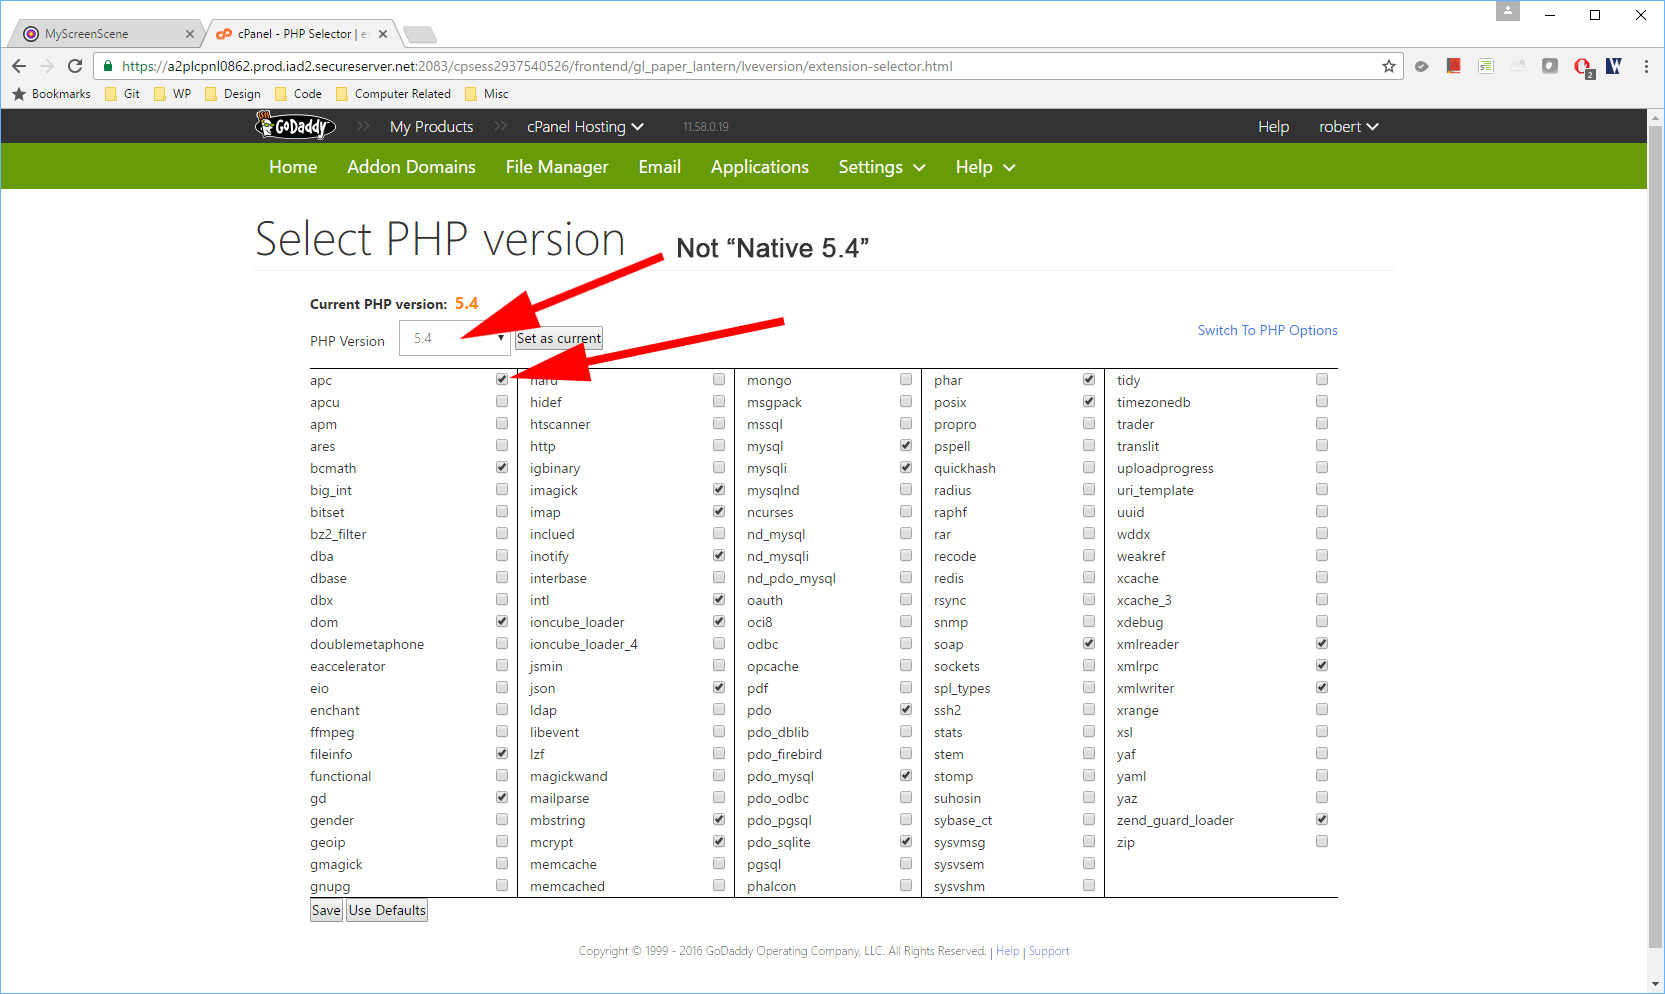 MyScreenScene
cPanel - PHP Selector | e
https://a2plcpnl0862.prod.iad2.secureserver.net:2083/cpsess2937540526/frontend/gl_paper_lantern/lveversion/extension-selector.html
2
W
Bookmarks Git WP Design Code Computer Related Misc
GoDaddy My Products cPanel Hosting 11.58.0.19 Help robert
Home Addon Domains File Manager Email Applications Settings Help
Select PHP version
Not “Native 5.4”
Current PHP version: 5.4
PHP Version 5.4 Set as current Switch To PHP Options
apc hard mongo phar tidy
apcu hidef msgpack posix timezonedb
apm htscanner mssql propro trader
ares http mysql pspell translit
bcmath igbinary mysqli quickhash uploadprogress
big_int imagick mysqlnd radius uri_template
bitset imap ncurses raphf uuid
bz2_filter inclued nd_mysql rar wddx
dba inotify nd_mysqli recode weakref
dbase interbase nd_pdo_mysql redis xcache
dbx intl oauth rsync xcache_3
dom ioncube_loader oci8 snmp xdebug
doublemetaphone ioncube_loader_4 odbc soap xmlreader
eaccelerator jsmin opcache sockets xmlrpc
eio json pdf spl_types xmlwriter
enchant ldap pdo ssh2 xrange
ffmpeg libevent pdo_dblib stats xsl
fileinfo lzf pdo_firebird stem yaf
functional magickwand pdo_mysql stomp yaml
gd mailparse pdo_odbc suhosin yaz
gender mbstring pdo_pgsql sybase_ct zend_guard_loader
geoip mcrypt pdo_sqlite sysvmsg zip
gmagick memcache pgsql sysvsem
gnupg memcached phalcon sysvshm
Save Use Defaults
Copyright © 1999 - 2016 GoDaddy Operating Company, LLC. All Rights Reserved. | Help | Support